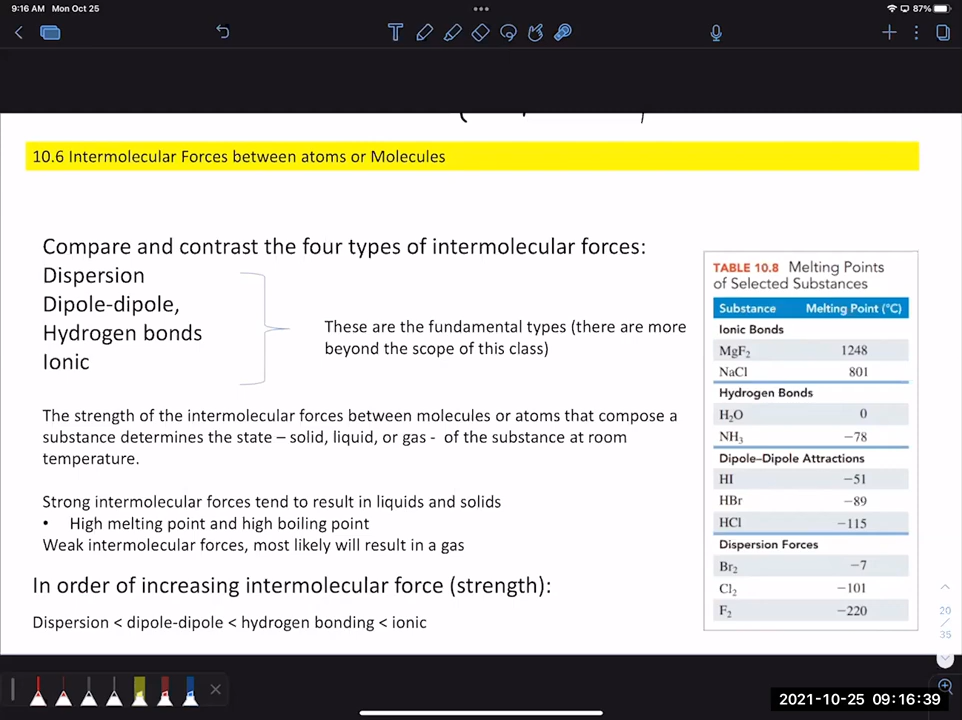 9:16 AM Mon Oct 25
87%
10.6 Intermolecular Forces between atoms or Molecules
Compare and contrast the four types of intermolecular forces:
Dispersion
Dipole-dipole,
Hydrogen bonds
Ionic
These are the fundamental types (there are more
beyond the scope of this class)
The strength of the intermolecular forces between molecules or atoms that compose a
substance determines the state – solid, liquid, or gas - of the substance at room
temperature.
Strong intermolecular forces tend to result in liquids and solids
• High melting point and high boiling point
Weak intermolecular forces, most likely will result in a gas
In order of increasing intermolecular force (strength):
Dispersion < dipole-dipole < hydrogen bonding < ionic
TABLE 10.8 Melting Points
of Selected Substances
Substance Melting Point (°C)
Ionic Bonds
MgF₂ 1248
NaCl 801
Hydrogen Bonds
H₂O 0
NH₃ −78
Dipole–Dipole Attractions
HI −51
HBr −89
HCl −115
Dispersion Forces
Br₂ −7
Cl₂ −101
F₂ −220
20
/
35
2021-10-25 09:16:39